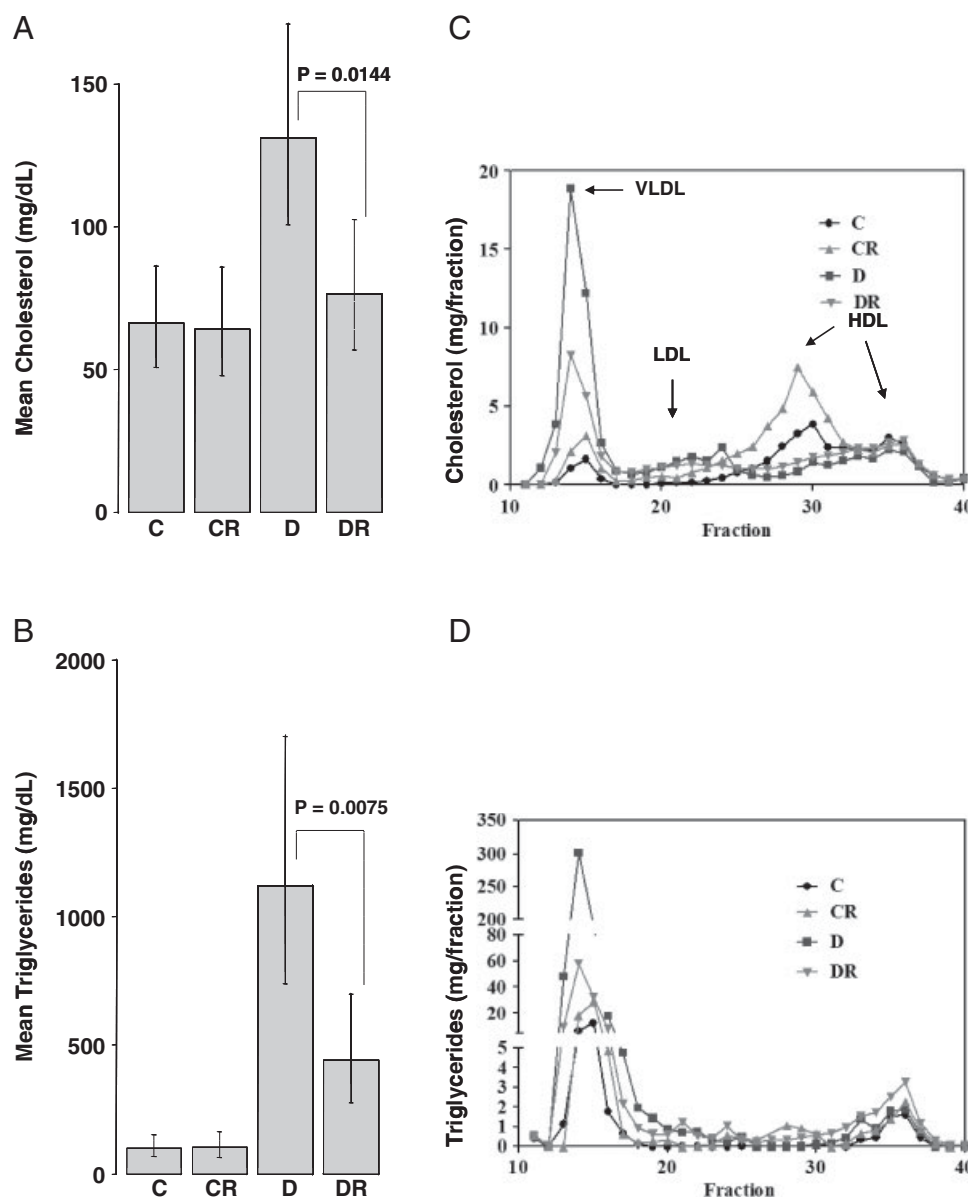 A
P = 0.0144
150
100
50
0
Mean Cholesterol (mg/dL)
C CR D DR
C
20
15
10
5
0
Cholesterol (mg/fraction)
VLDL
LDL
HDL
C
CR
D
DR
10 20 30 40
Fraction
B
P = 0.0075
2000
1500
1000
500
0
Mean Triglycerides (mg/dL)
C CR D DR
D
350
300
250
200
80
60
40
20
5
4
3
2
1
0
Triglycerides (mg/fraction)
C
CR
D
DR
10 20 30 40
Fraction